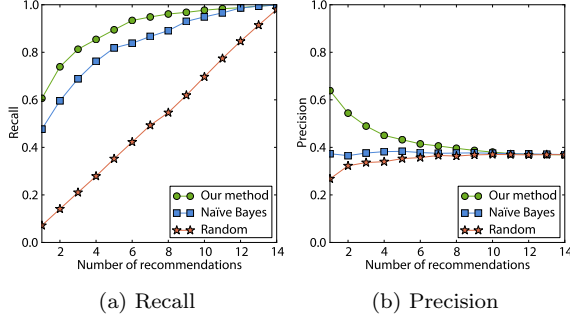 1.0
0.8
0.6
0.4
0.2
0.0
Recall
2 4 6 8 10 12 14
Number of recommendations
Our method
Naïve Bayes
Random
(a) Recall
1.0
0.8
0.6
0.4
0.2
0.0
Precision
2 4 6 8 10 12 14
Number of recommendations
Our method
Naïve Bayes
Random
(b) Precision